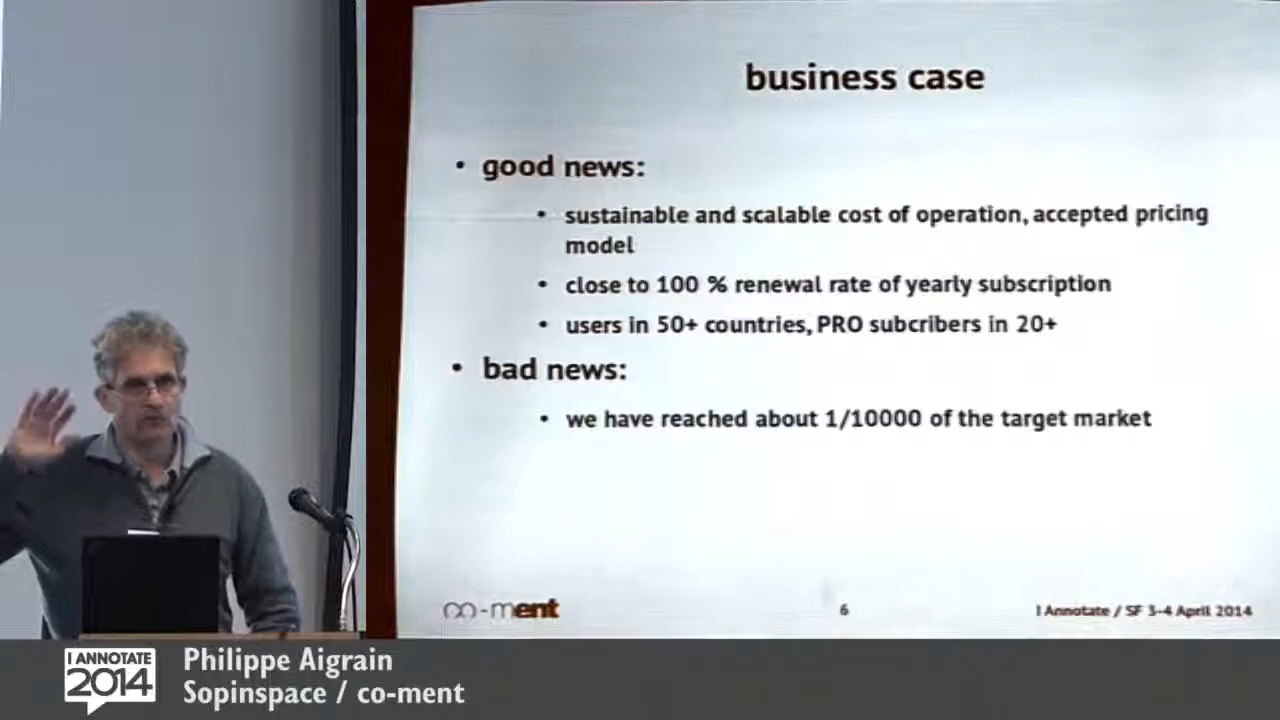 business case
• good news:
• sustainable and scalable cost of operation, accepted pricing
model
• close to 100 % renewal rate of yearly subscription
• users in 50+ countries, PRO subcribers in 20+
• bad news:
• we have reached about 1/10000 of the target market
co-ment
6
I Annotate / SF 3-4 April 2014
I ANNOTATE
2014
Philippe Aigrain
Sopinspace / co-ment